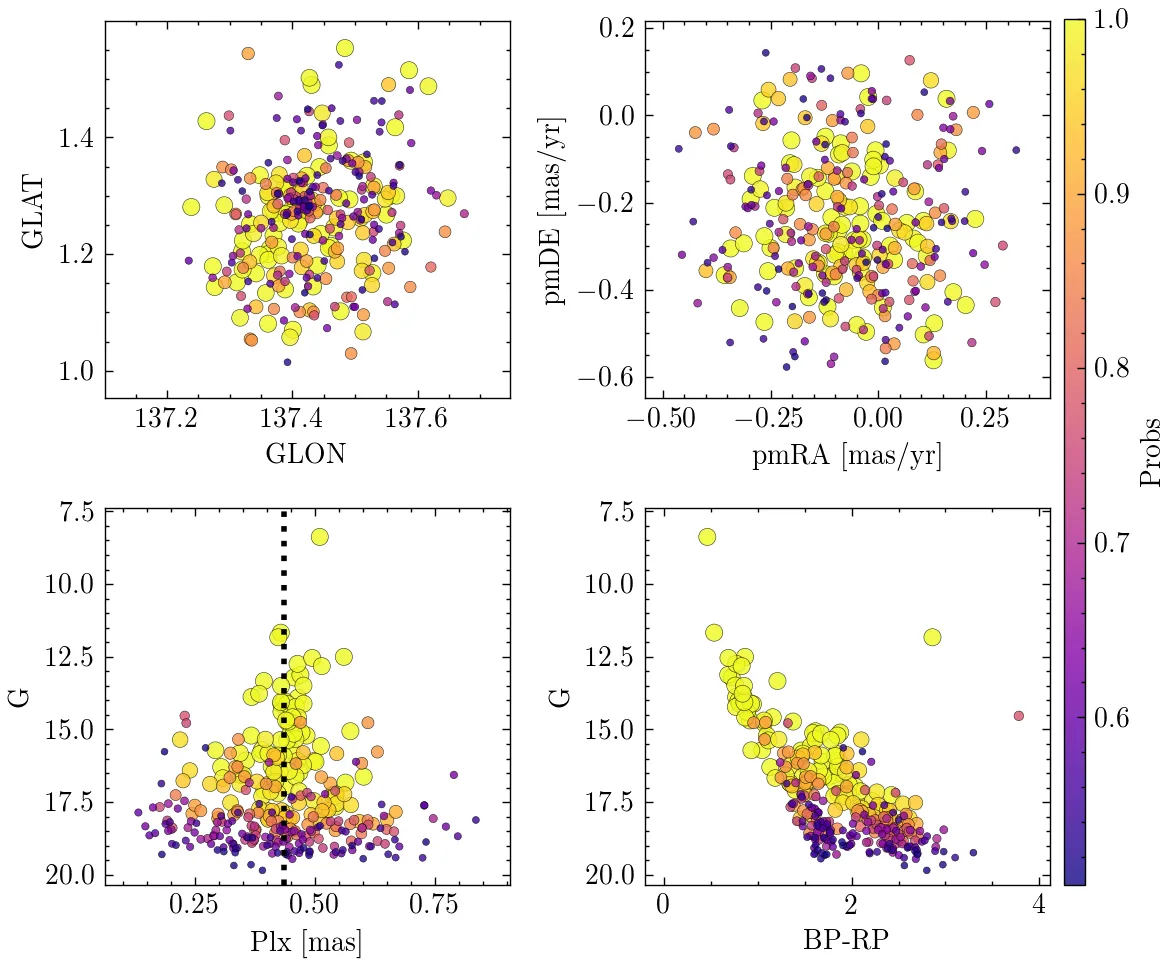 1.4
1.2
1.0
GLAT
137.2 137.4 137.6
GLON
0.2
0.0
−0.2
−0.4
−0.6
pmDE [mas/yr]
−0.50 −0.25 0.00 0.25
pmRA [mas/yr]
7.5
10.0
12.5
15.0
17.5
20.0
G
0.25 0.50 0.75
Plx [mas]
7.5
10.0
12.5
15.0
17.5
20.0
G
0 2 4
BP-RP
1.0
0.9
0.8
0.7
0.6
Probs